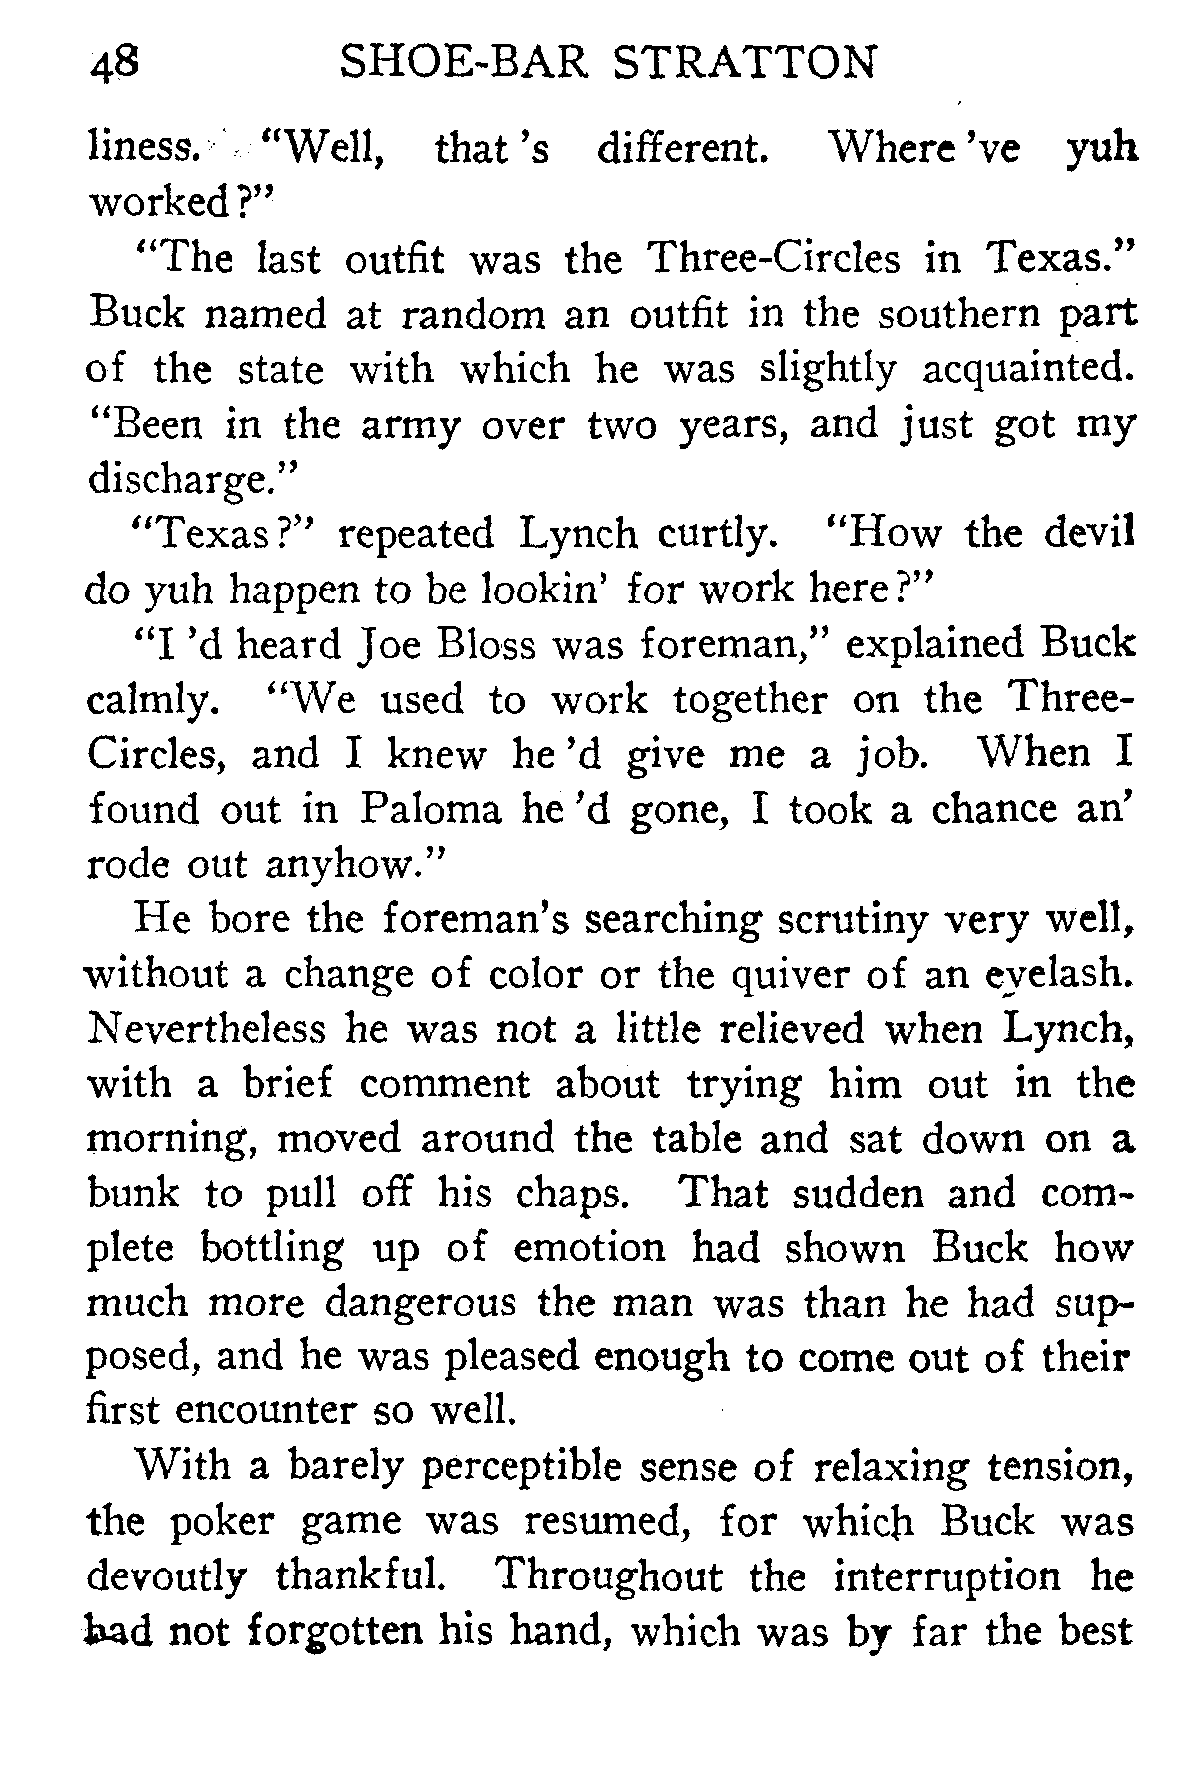 48 SHOE-BAR STRATTON
liness. "Well, that 's different. Where 've yuh
worked?"
"The last outfit was the Three-Circles in Texas."
Buck named at random an outfit in the southern part
of the state with which he was slightly acquainted.
"Been in the army over two years, and just got my
discharge."
"Texas?" repeated Lynch curtly. "How the devil
do yuh happen to be lookin' for work here?"
"I 'd heard Joe Bloss was foreman," explained Buck
calmly. "We used to work together on the Three-
Circles, and I knew he 'd give me a job. When I
found out in Paloma he 'd gone, I took a chance an'
rode out anyhow."
He bore the foreman's searching scrutiny very well,
without a change of color or the quiver of an eyelash.
Nevertheless he was not a little relieved when Lynch,
with a brief comment about trying him out in the
morning, moved around the table and sat down on a
bunk to pull off his chaps. That sudden and com-
plete bottling up of emotion had shown Buck how
much more dangerous the man was than he had sup-
posed, and he was pleased enough to come out of their
first encounter so well.
With a barely perceptible sense of relaxing tension,
the poker game was resumed, for which Buck was
devoutly thankful. Throughout the interruption he
had not forgotten his hand, which was by far the best